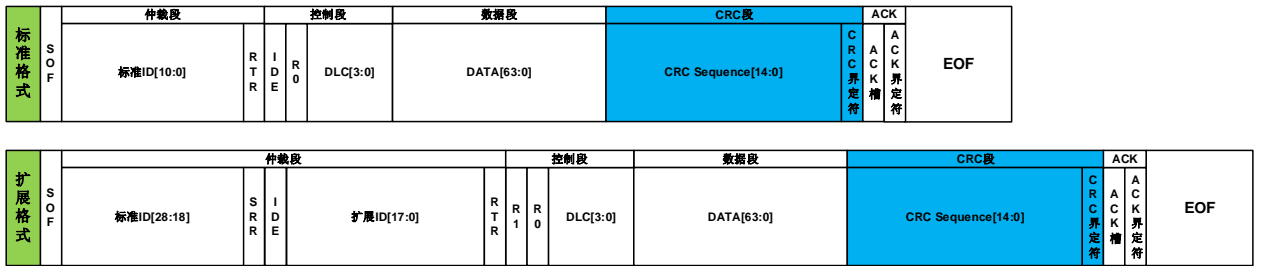 仲裁段 控制段 数据段 CRC段 ACK
标准格式 SOF 标准ID[10:0] RTR IDE R0 DLC[3:0] DATA[63:0] CRC Sequence[14:0] CRC界定符 ACK槽 ACK界定符 EOF
仲裁段 控制段 数据段 CRC段 ACK
扩展格式 SOF 标准ID[28:18] SRR IDE 扩展ID[17:0] RTR R1 R0 DLC[3:0] DATA[63:0] CRC Sequence[14:0] CRC界定符 ACK槽 ACK界定符 EOF